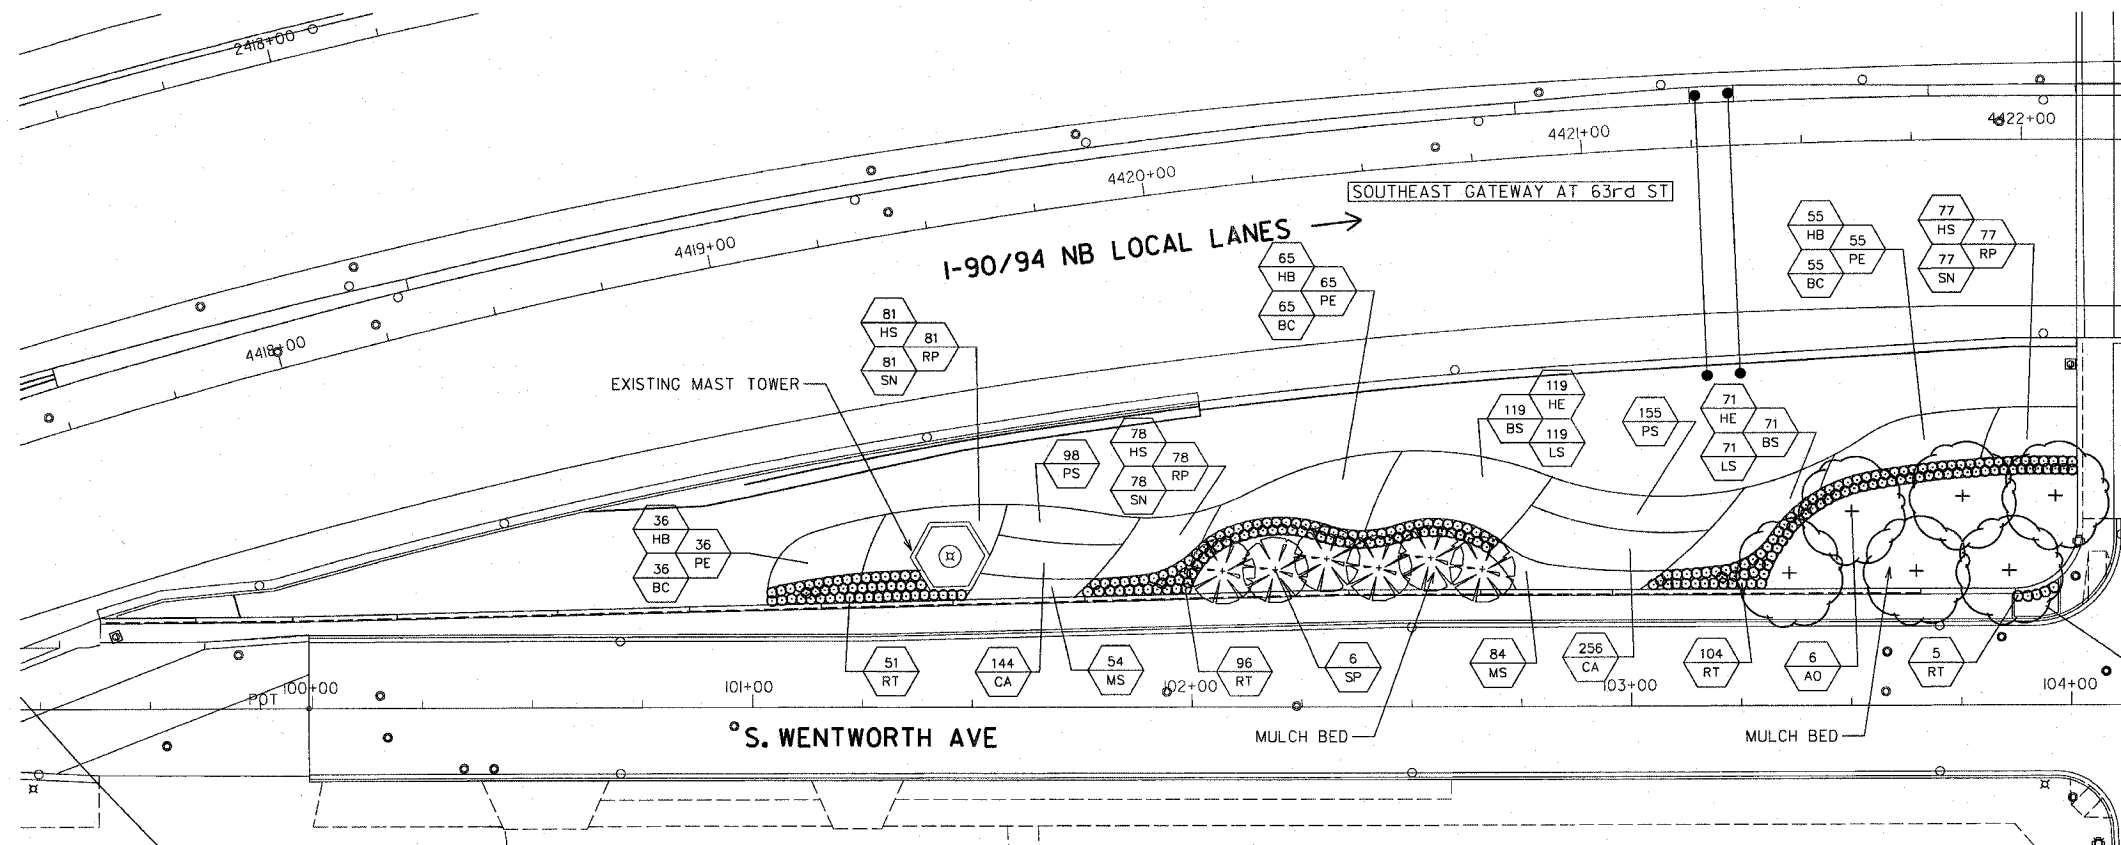 2418+00
4422+00
4421+00
4420+00
SOUTHEAST GATEWAY AT 63rd ST
4419+00
I-90/94 NB LOCAL LANES
4418+00
55
HB
55
PE
55
BC
77
HS
77
RP
77
SN
65
HB
65
PE
65
BC
81
HS
81
RP
81
SN
EXISTING MAST TOWER
119
HE
119
BS
119
LS
155
PS
71
HE
71
BS
71
LS
98
PS
78
HS
78
RP
78
SN
36
HB
36
PE
36
BC
51
RT
144
CA
54
MS
96
RT
6
SP
84
MS
256
CA
104
RT
6
AO
5
RT
POT
100+00
101+00
102+00
103+00
104+00
S. WENTWORTH AVE
MULCH BED
MULCH BED